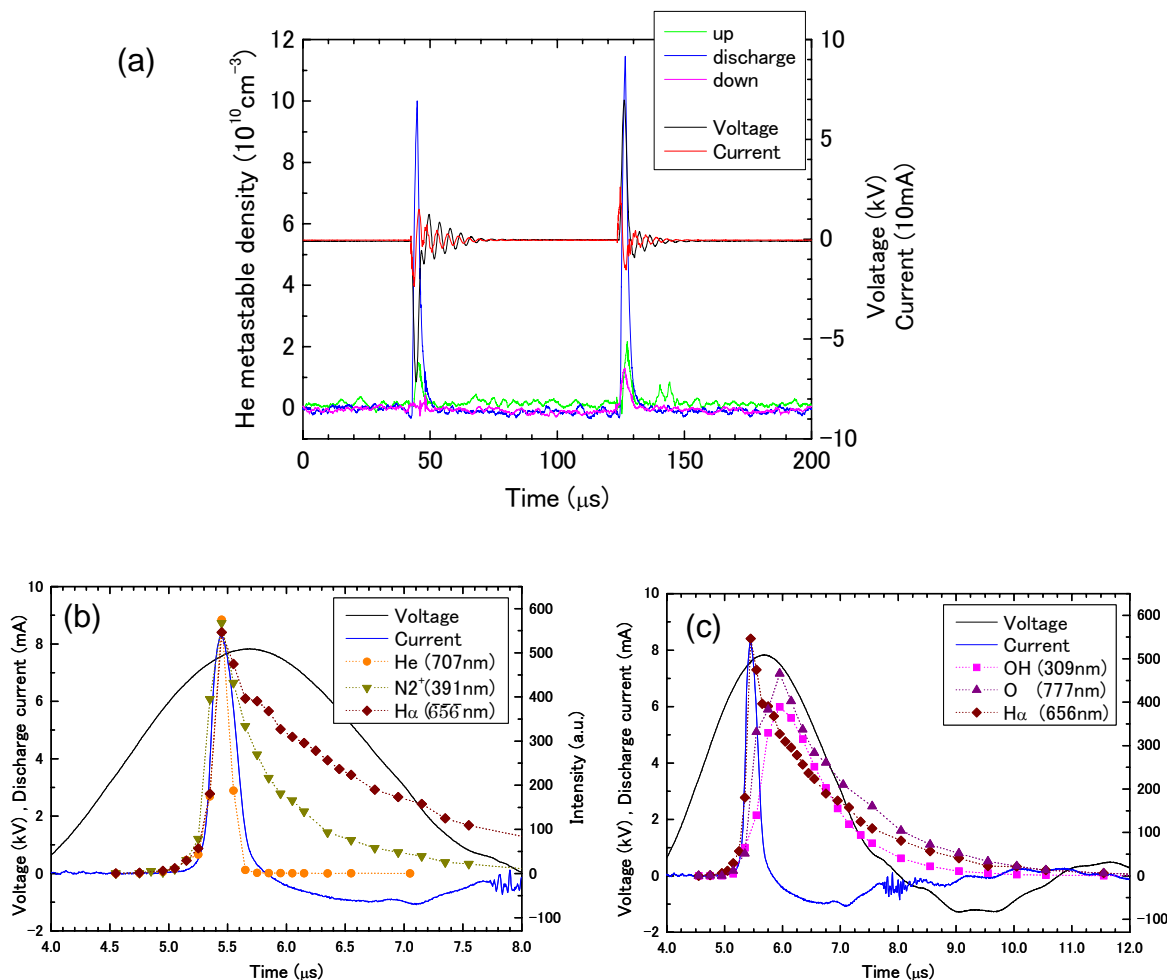 (a)
12
10
8
6
4
2
0
He metastable density (10^10cm^-3)
0
50
100
150
200
Time (μs)
10
5
0
-5
-10
Volatage (kV)
Current (10mA)
up
discharge
down
Voltage
Current
(b)
10
8
6
4
2
0
-2
Voltage (kV) , Discharge current (mA)
4.0
4.5
5.0
5.5
6.0
6.5
7.0
7.5
8.0
Time (μs)
600
500
400
300
200
100
0
-100
Intensity (a.u.)
Voltage
Current
He (707nm)
N2+(391nm)
Hα (656nm)
(c)
10
8
6
4
2
0
-2
Voltage (kV) , Discharge current (mA)
4.0
5.0
6.0
7.0
8.0
9.0
10.0
11.0
12.0
Time (μs)
600
500
400
300
200
100
0
-100
Voltage
Current
OH (309nm)
O (777nm)
Hα (656nm)